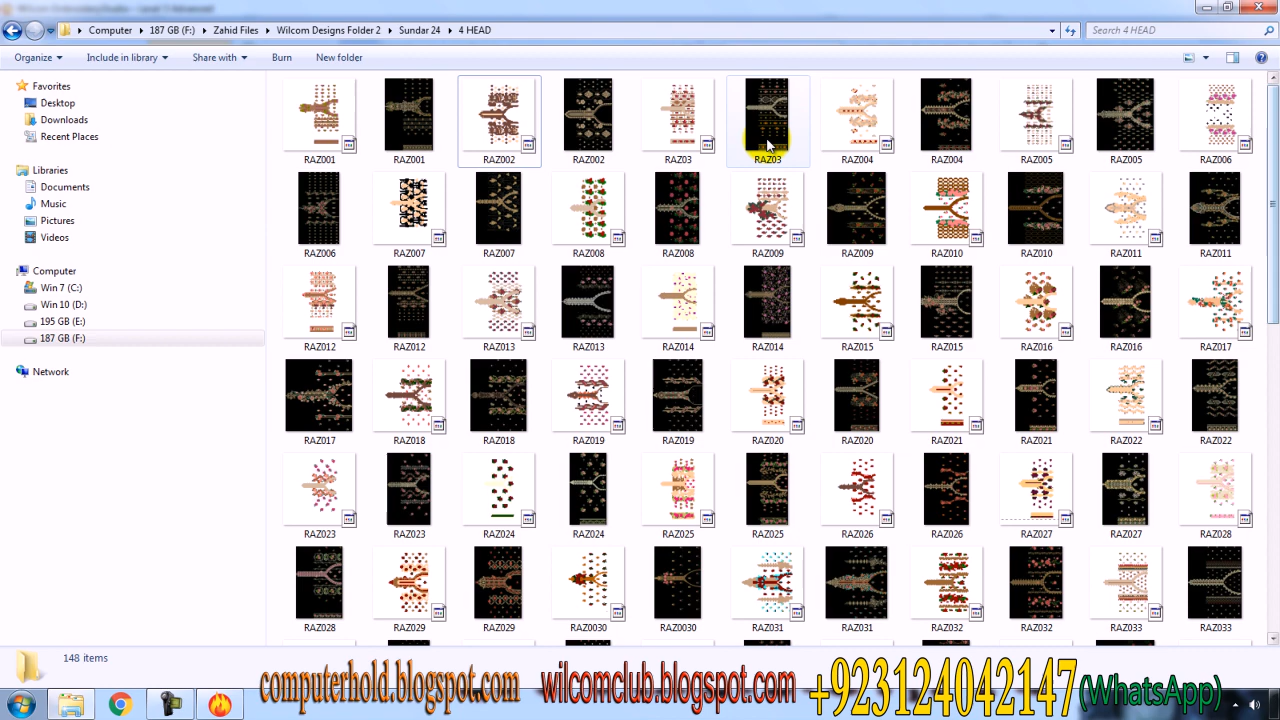 Wilcom EmbroideryStudio - Level 3 Advanced
Computer ▸ 187 GB (F:) ▸ Zahid Files ▸ Wilcom Designs Folder 2 ▸ Sundar 24 ▸ 4 HEAD
Search 4 HEAD
Organize Include in library Share with Burn New folder
Favorites
Desktop
Downloads
Recent Places
Libraries
Documents
Music
Pictures
Videos
Computer
Win 7 (C:)
Win 10 (D:)
195 GB (E:)
187 GB (F:)
Network
RAZ001 RAZ001 RAZ002 RAZ002 RAZ03 RAZ03 RAZ004 RAZ004 RAZ005 RAZ005 RAZ006
RAZ006 RAZ007 RAZ007 RAZ008 RAZ008 RAZ009 RAZ009 RAZ010 RAZ010 RAZ011 RAZ011
RAZ012 RAZ012 RAZ013 RAZ013 RAZ014 RAZ014 RAZ015 RAZ015 RAZ016 RAZ016 RAZ017
RAZ017 RAZ018 RAZ018 RAZ019 RAZ019 RAZ020 RAZ020 RAZ021 RAZ021 RAZ022 RAZ022
RAZ023 RAZ023 RAZ024 RAZ024 RAZ025 RAZ025 RAZ026 RAZ026 RAZ027 RAZ027 RAZ028
RAZ028 RAZ029 RAZ029 RAZ0030 RAZ0030 RAZ031 RAZ031 RAZ032 RAZ032 RAZ033 RAZ033
148 items
computerhold.blogspot.com wilcomclub.blogspot.com +923124042147(WhatsApp)